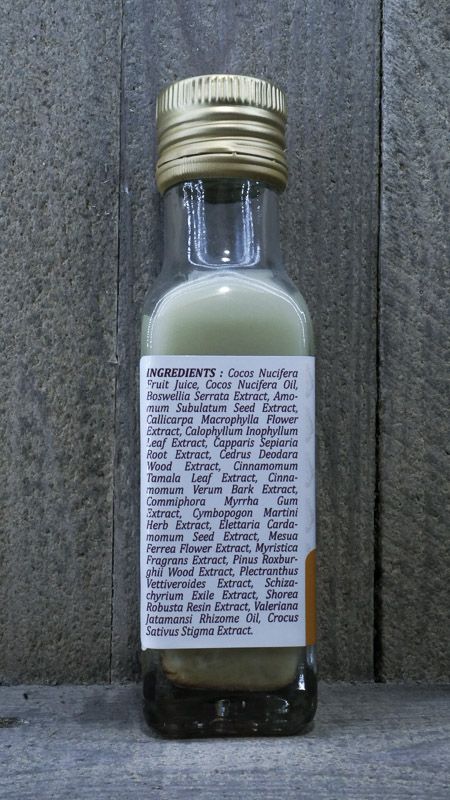 INGREDIENTS : Cocos Nucifera
Fruit Juice, Cocos Nucifera Oil,
Boswellia Serrata Extract, Amo-
mum Subulatum Seed Extract,
Callicarpa Macrophylla Flower
Extract, Calophyllum Inophyllum
Leaf Extract, Capparis Sepiaria
Root Extract, Cedrus Deodara
Wood Extract, Cinnamomum
Tamala Leaf Extract, Cinna-
momum Verum Bark Extract,
Commiphora Myrrha Gum
Extract, Cymbopogon Martini
Herb Extract, Elettaria Carda-
momum Seed Extract, Mesua
Ferrea Flower Extract, Myristica
Fragrans Extract, Pinus Roxbur-
ghii Wood Extract, Plectranthus
Vettiveroides Extract, Schiza-
chyrium Exile Extract, Shorea
Robusta Resin Extract, Valeriana
Jatamansi Rhizome Oil, Crocus
Sativus Stigma Extract.